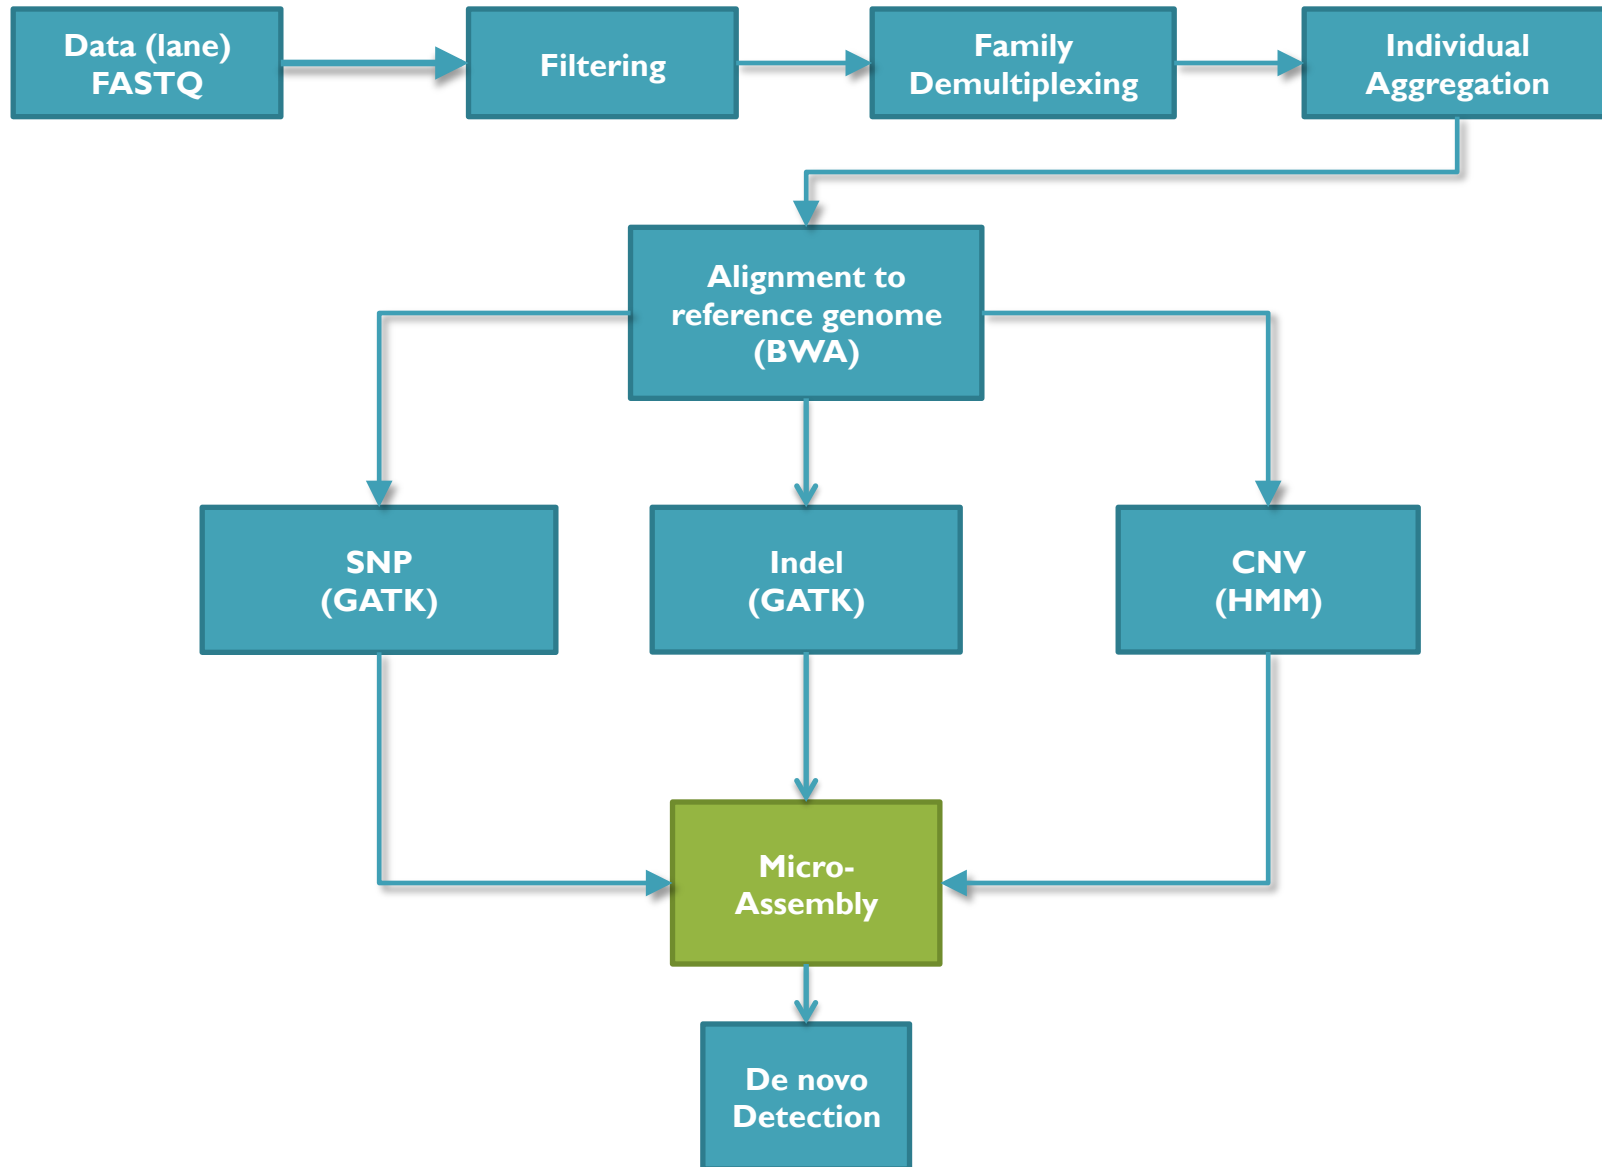 Data (lane)
FASTQ
Filtering
Family
Demultiplexing
Individual
Aggregation
Alignment to
reference genome
(BWA)
SNP
(GATK)
Indel
(GATK)
CNV
(HMM)
Micro-
Assembly
De novo
Detection